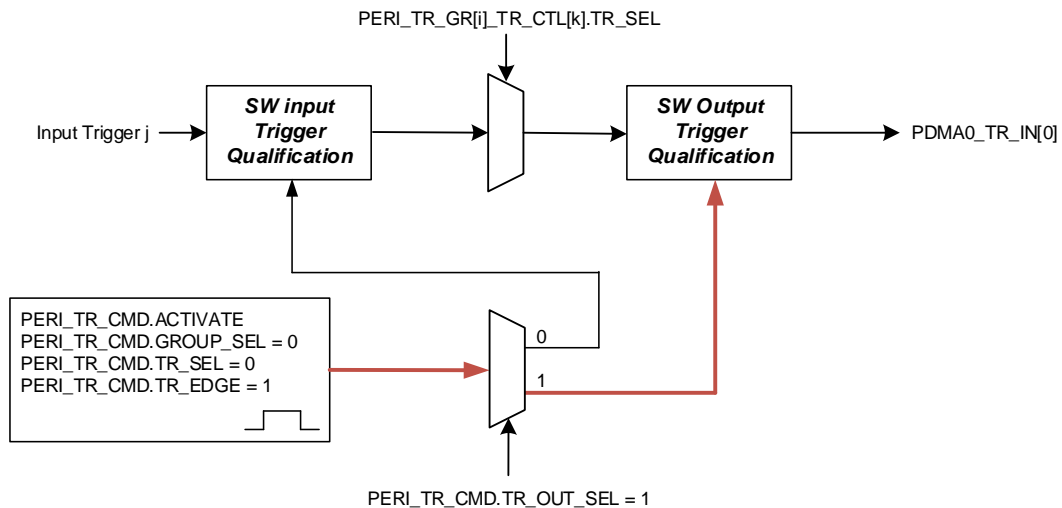 PERI_TR_GR[i]_TR_CTL[k].TR_SEL
Input Trigger j
SW input
Trigger
Qualification
SW Output
Trigger
Qualification
PDMA0_TR_IN[0]
PERI_TR_CMD.ACTIVATE
PERI_TR_CMD.GROUP_SEL = 0
PERI_TR_CMD.TR_SEL = 0
PERI_TR_CMD.TR_EDGE = 1
0
1
PERI_TR_CMD.TR_OUT_SEL = 1